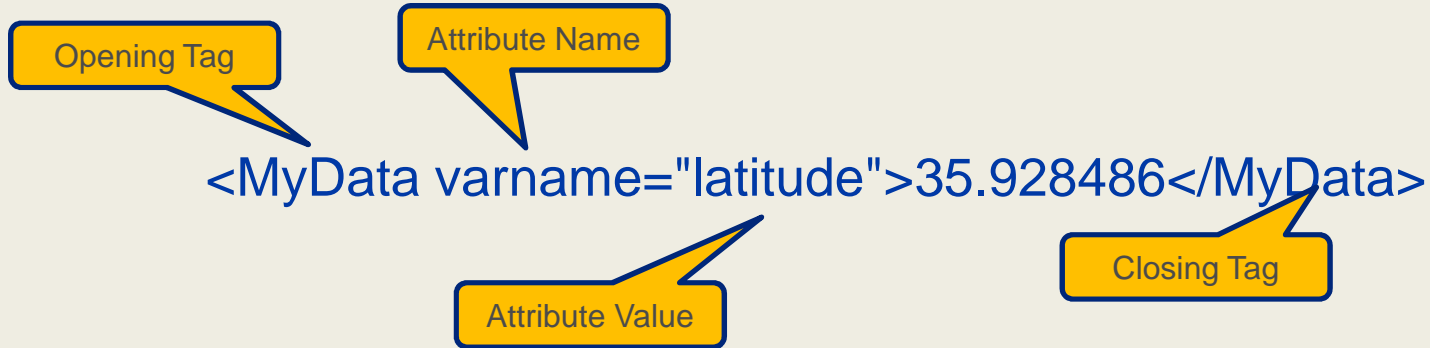 Attribute Name
Opening Tag
<MyData varname="latitude">35.928486</MyData>
Closing Tag
Attribute Value